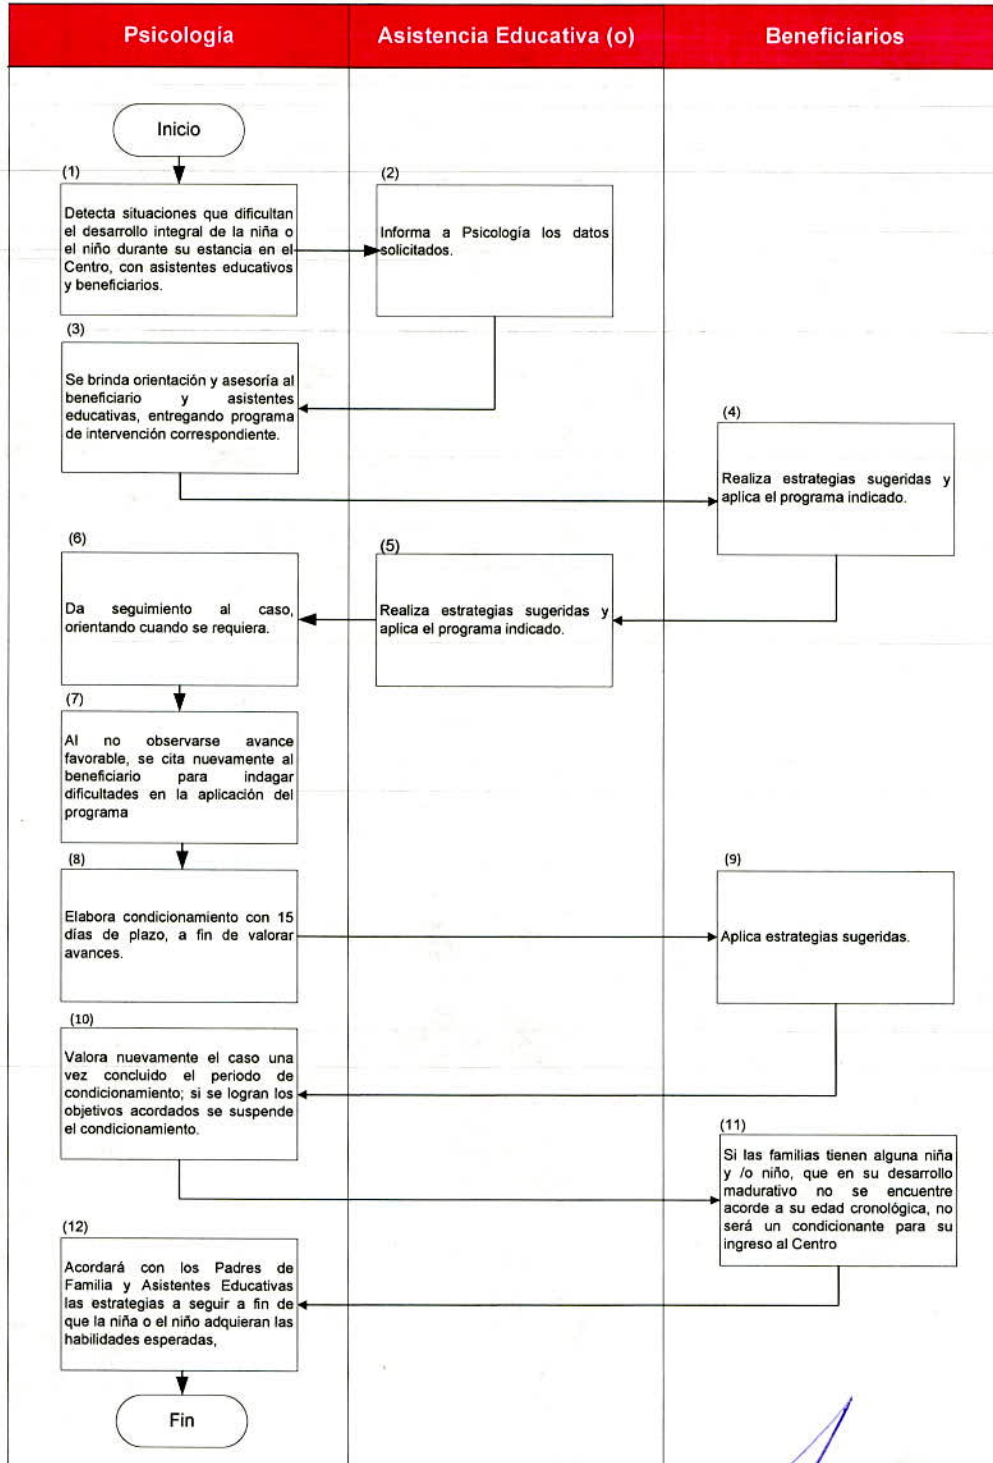 Psicología
Asistencia Educativa (o)
Beneficiarios
Inicio
(1)
Detecta situaciones que dificultan
el desarrollo integral de la niña o
el niño durante su estancia en el
Centro, con asistentes educativos
y beneficiarios.
(2)
Informa a Psicología los datos
solicitados.
(3)
Se brinda orientación y asesoría al
beneficiario y asistentes
educativas, entregando programa
de intervención correspondiente.
(4)
Realiza estrategias sugeridas y
aplica el programa indicado.
(5)
Realiza estrategias sugeridas y
aplica el programa indicado.
(6)
Da seguimiento al caso,
orientando cuando se requiera.
(7)
Al no observarse avance
favorable, se cita nuevamente al
beneficiario para indagar
dificultades en la aplicación del
programa
(8)
Elabora condicionamiento con 15
días de plazo, a fin de valorar
avances.
(9)
Aplica estrategias sugeridas.
(10)
Valora nuevamente el caso una
vez concluido el periodo de
condicionamiento; si se logran los
objetivos acordados se suspende
el condicionamiento.
(11)
Si las familias tienen alguna niña
y /o niño, que en su desarrollo
madurativo no se encuentre
acorde a su edad cronológica, no
será un condicionante para su
ingreso al Centro
(12)
Acordará con los Padres de
Familia y Asistentes Educativas
las estrategias a seguir a fin de
que la niña o el niño adquieran las
habilidades esperadas,
Fin